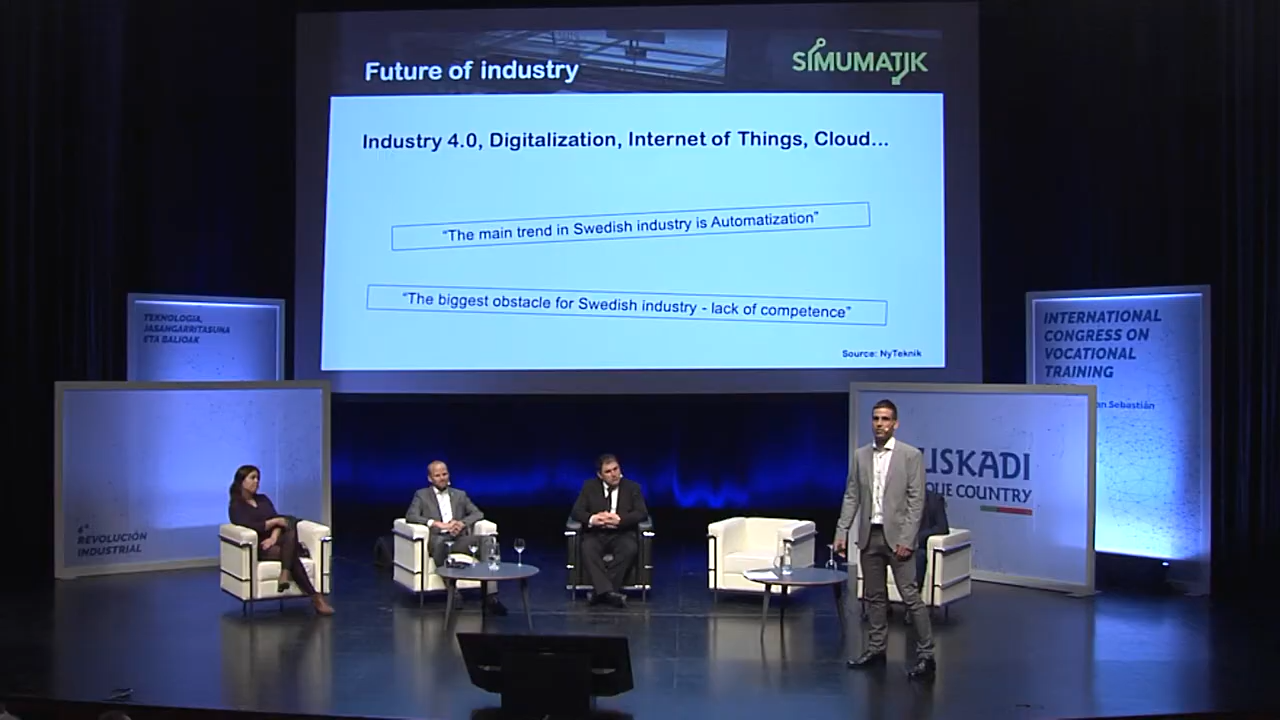 Future of industry
SIMUMATIK
Industry 4.0, Digitalization, Internet of Things, Cloud...
"The main trend in Swedish industry is Automatization"
"The biggest obstacle for Swedish industry - lack of competence"
Source: NyTeknik
TEKNOLOGIA,
JASANGARRITASUNA
ETA BALIOAK
INTERNATIONAL
CONGRESS ON
VOCATIONAL
TRAINING
Sebastián
4ª
REVOLUCIÓN
INDUSTRIAL
USKADI
QUE COUNTRY